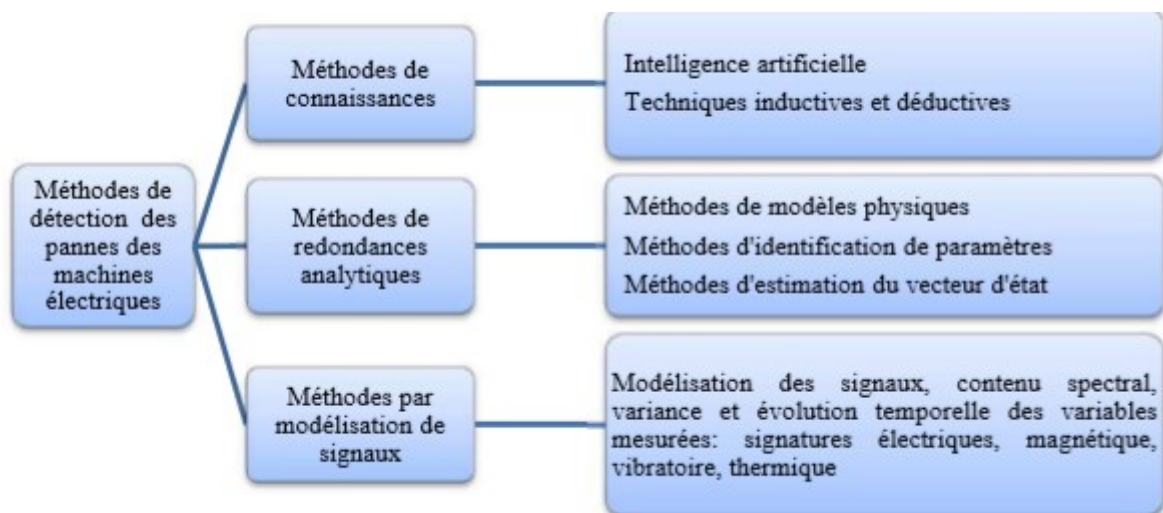 Méthodes de
détection des
pannes des
machines
électriques
Méthodes de
connaissances
Intelligence artificielle
Techniques inductives et déductives
Méthodes de
redondances
analytiques
Méthodes de modèles physiques
Méthodes d'identification de paramètres
Méthodes d'estimation du vecteur d'état
Méthodes par
modélisation de
signaux
Modélisation des signaux, contenu spectral,
variance et évolution temporelle des variables
mesurées: signatures électriques, magnétique,
vibratoire, thermique